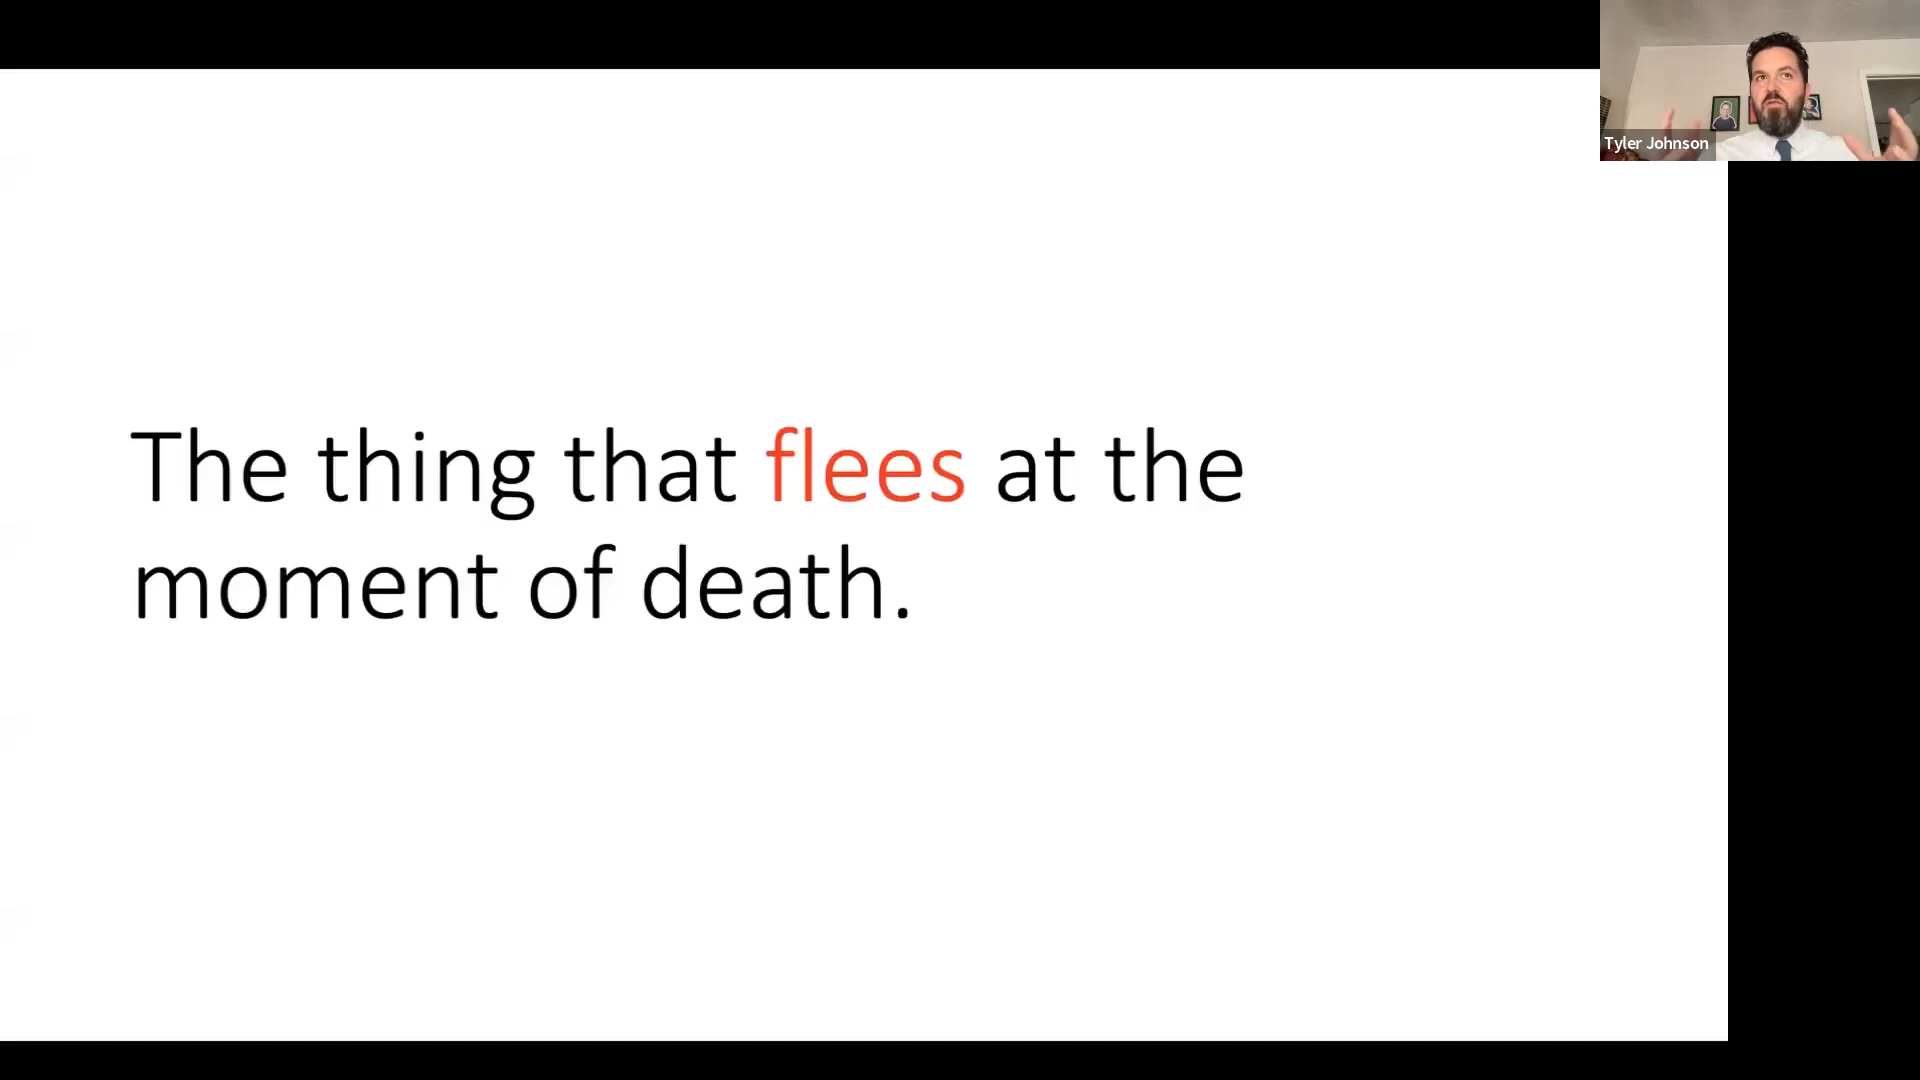 Tyler Johnson
The thing that flees at the
moment of death.